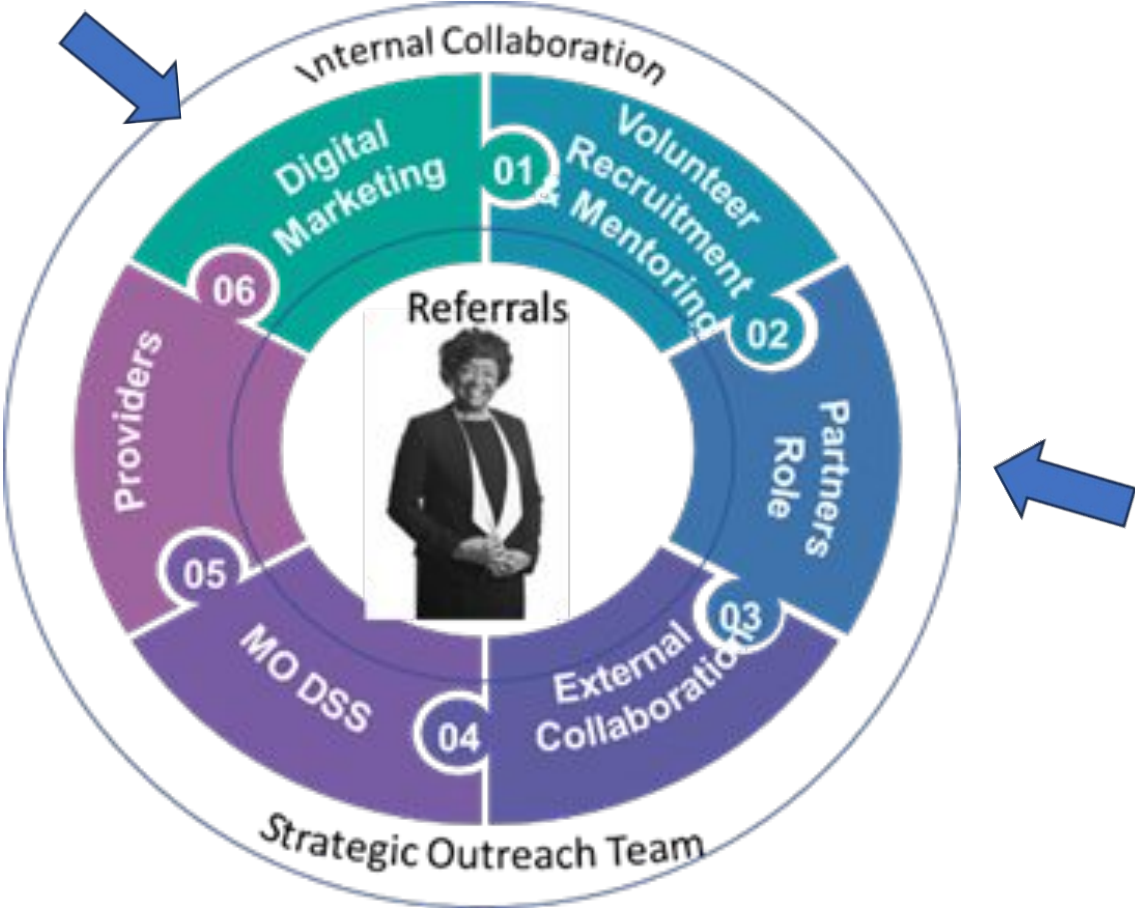 Internal Collaboration
Digital
Marketing
01
Volunteer
Recruitment
& Mentoring
02
Partners
Role
03
External
Collaboration
04
MO DSS
05
Providers
06
Referrals
Strategic Outreach Team